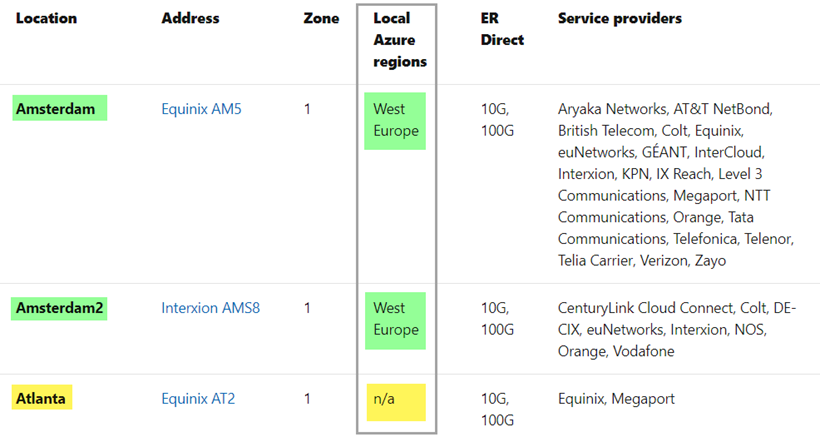 Location Address Zone Local Azure regions ER Direct Service providers
Amsterdam Equinix AM5 1 West Europe 10G, 100G Aryaka Networks, AT&T NetBond,
British Telecom, Colt, Equinix,
euNetworks, GÉANT, InterCloud,
Interxion, KPN, IX Reach, Level 3
Communications, Megaport, NTT
Communications, Orange, Tata
Communications, Telefonica, Telenor,
Telia Carrier, Verizon, Zayo
Amsterdam2 Interxion AMS8 1 West Europe 10G, 100G CenturyLink Cloud Connect, Colt, DE-
CIX, euNetworks, Interxion, NOS,
Orange, Vodafone
Atlanta Equinix AT2 1 n/a 10G, 100G Equinix, Megaport